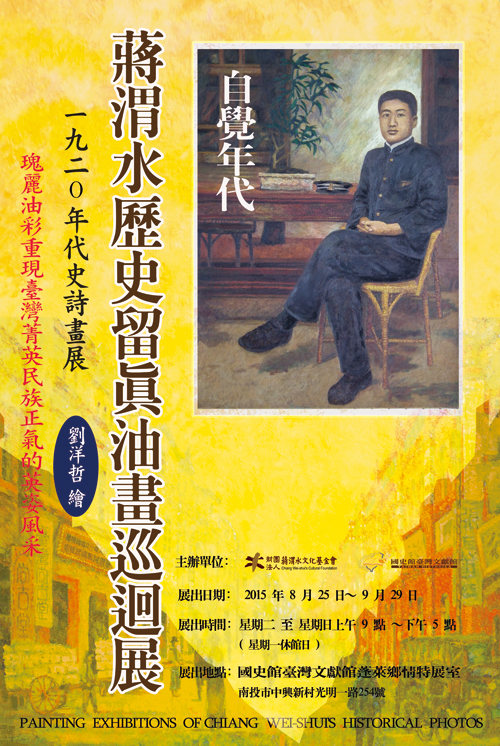 蔣渭水歷史留真油畫巡迴展
一九二〇年代史詩畫展
瑰麗油彩重現臺灣菁英民族正氣的英姿風采
劉洋哲 繪
自覺年代
主辦單位： 財團法人 蔣渭水文化基金會 Chiang Wei-shui's Cultural Foundation 國史館臺灣文獻館 TAIWAN HISTORICA
展出日期： 2015 年 8 月 25 日～ 9 月 29 日
展出時間： 星期二 至 星期日上午 9 點 ～下午 5 點
( 星期一休館日 )
展出地點： 國史館臺灣文獻館蓬萊鄉情特展室
南投市中興新村光明一路254號
PAINTING EXHIBITIONS OF CHIANG WEI-SHUI'S HISTORICAL PHOTOS